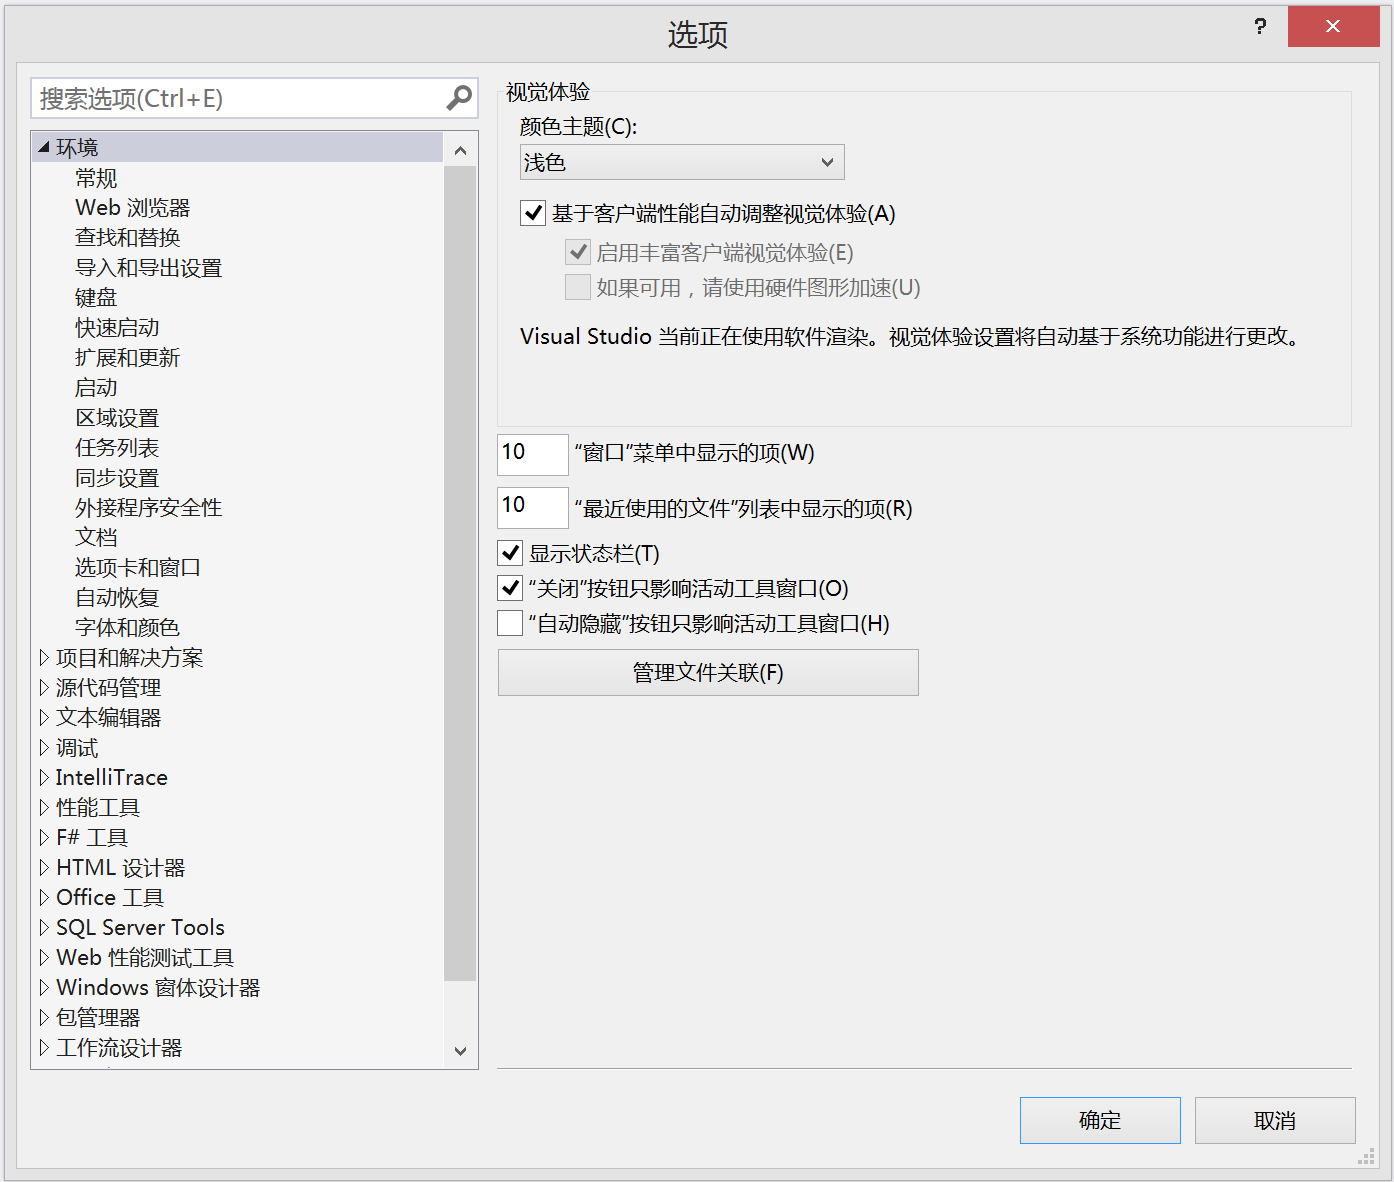 选项
?
搜索选项(Ctrl+E)
环境
常规
Web 浏览器
查找和替换
导入和导出设置
键盘
快速启动
扩展和更新
启动
区域设置
任务列表
同步设置
外接程序安全性
文档
选项卡和窗口
自动恢复
字体和颜色
项目和解决方案
源代码管理
文本编辑器
调试
IntelliTrace
性能工具
F# 工具
HTML 设计器
Office 工具
SQL Server Tools
Web 性能测试工具
Windows 窗体设计器
包管理器
工作流设计器
视觉体验
颜色主题(C):
浅色
基于客户端性能自动调整视觉体验(A)
启用丰富客户端视觉体验(E)
如果可用，请使用硬件图形加速(U)
Visual Studio 当前正在使用软件渲染。视觉体验设置将自动基于系统功能进行更改。
10 “窗口”菜单中显示的项(W)
10 “最近使用的文件”列表中显示的项(R)
显示状态栏(T)
“关闭”按钮只影响活动工具窗口(O)
“自动隐藏”按钮只影响活动工具窗口(H)
管理文件关联(F)
确定
取消